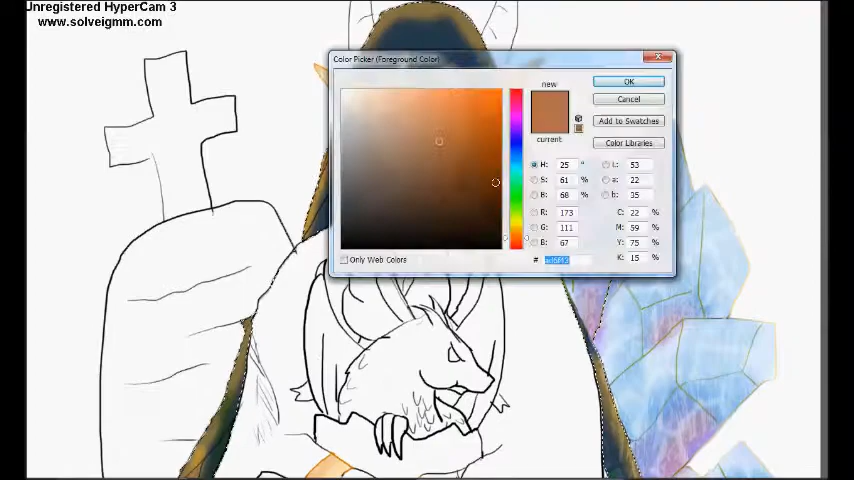 Unregistered HyperCam 3
www.solveigmm.com
Color Picker (Foreground Color)
new
current
OK
Cancel
Add to Swatches
Color Libraries
H: 25 °
S: 61 %
B: 68 %
R: 173
G: 111
B: 67
L: 53
a: 22
b: 35
C: 22 %
M: 59 %
Y: 75 %
K: 15 %
Only Web Colors
# ad6f43